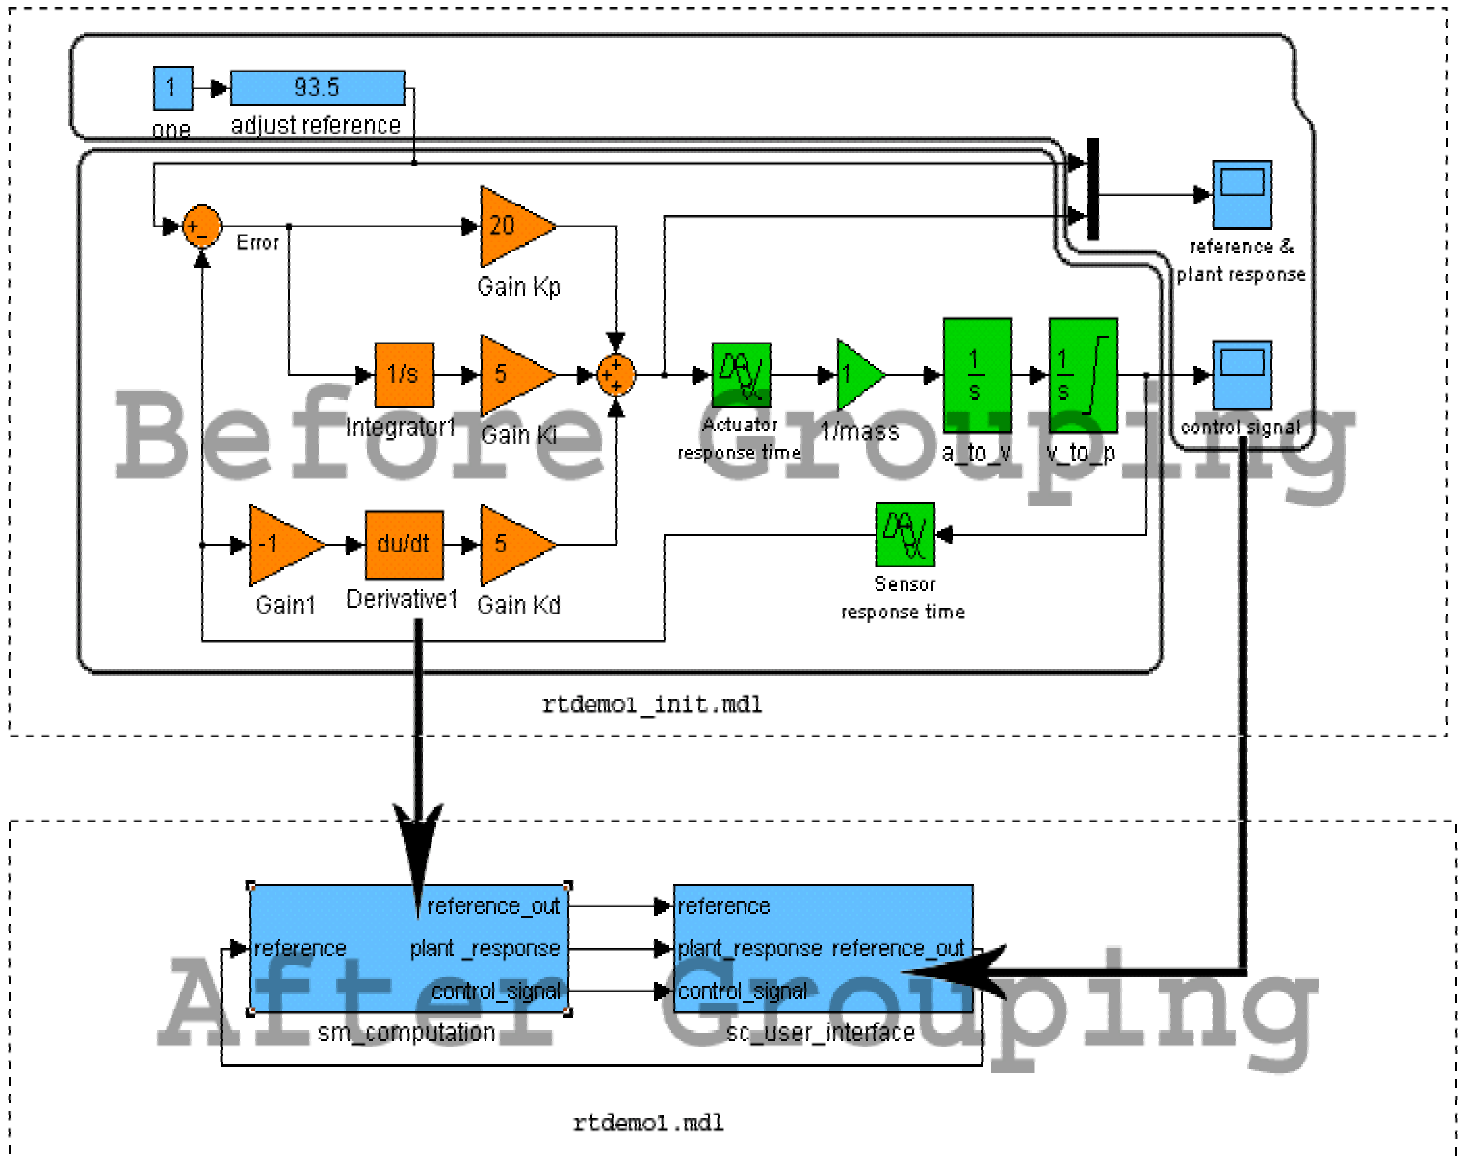 1
93.5
one
adjust reference
+
−
Error
20
Gain Kp
reference &
plant response
1/s
Integrator1
5
Gain Ki
+
+
+
Actuator
response time
1
1/mass
1
s
a_to_v
1
s
v_to_p
control signal
Before Grouping
-1
Gain1
du/dt
Derivative1
5
Gain Kd
Sensor
response time
rtdemo1_init.mdl
reference
reference_out
plant _response
control_signal
sm_computation
reference
plant_response
reference_out
control_signal
sc_user_interface
After Grouping
rtdemo1.mdl